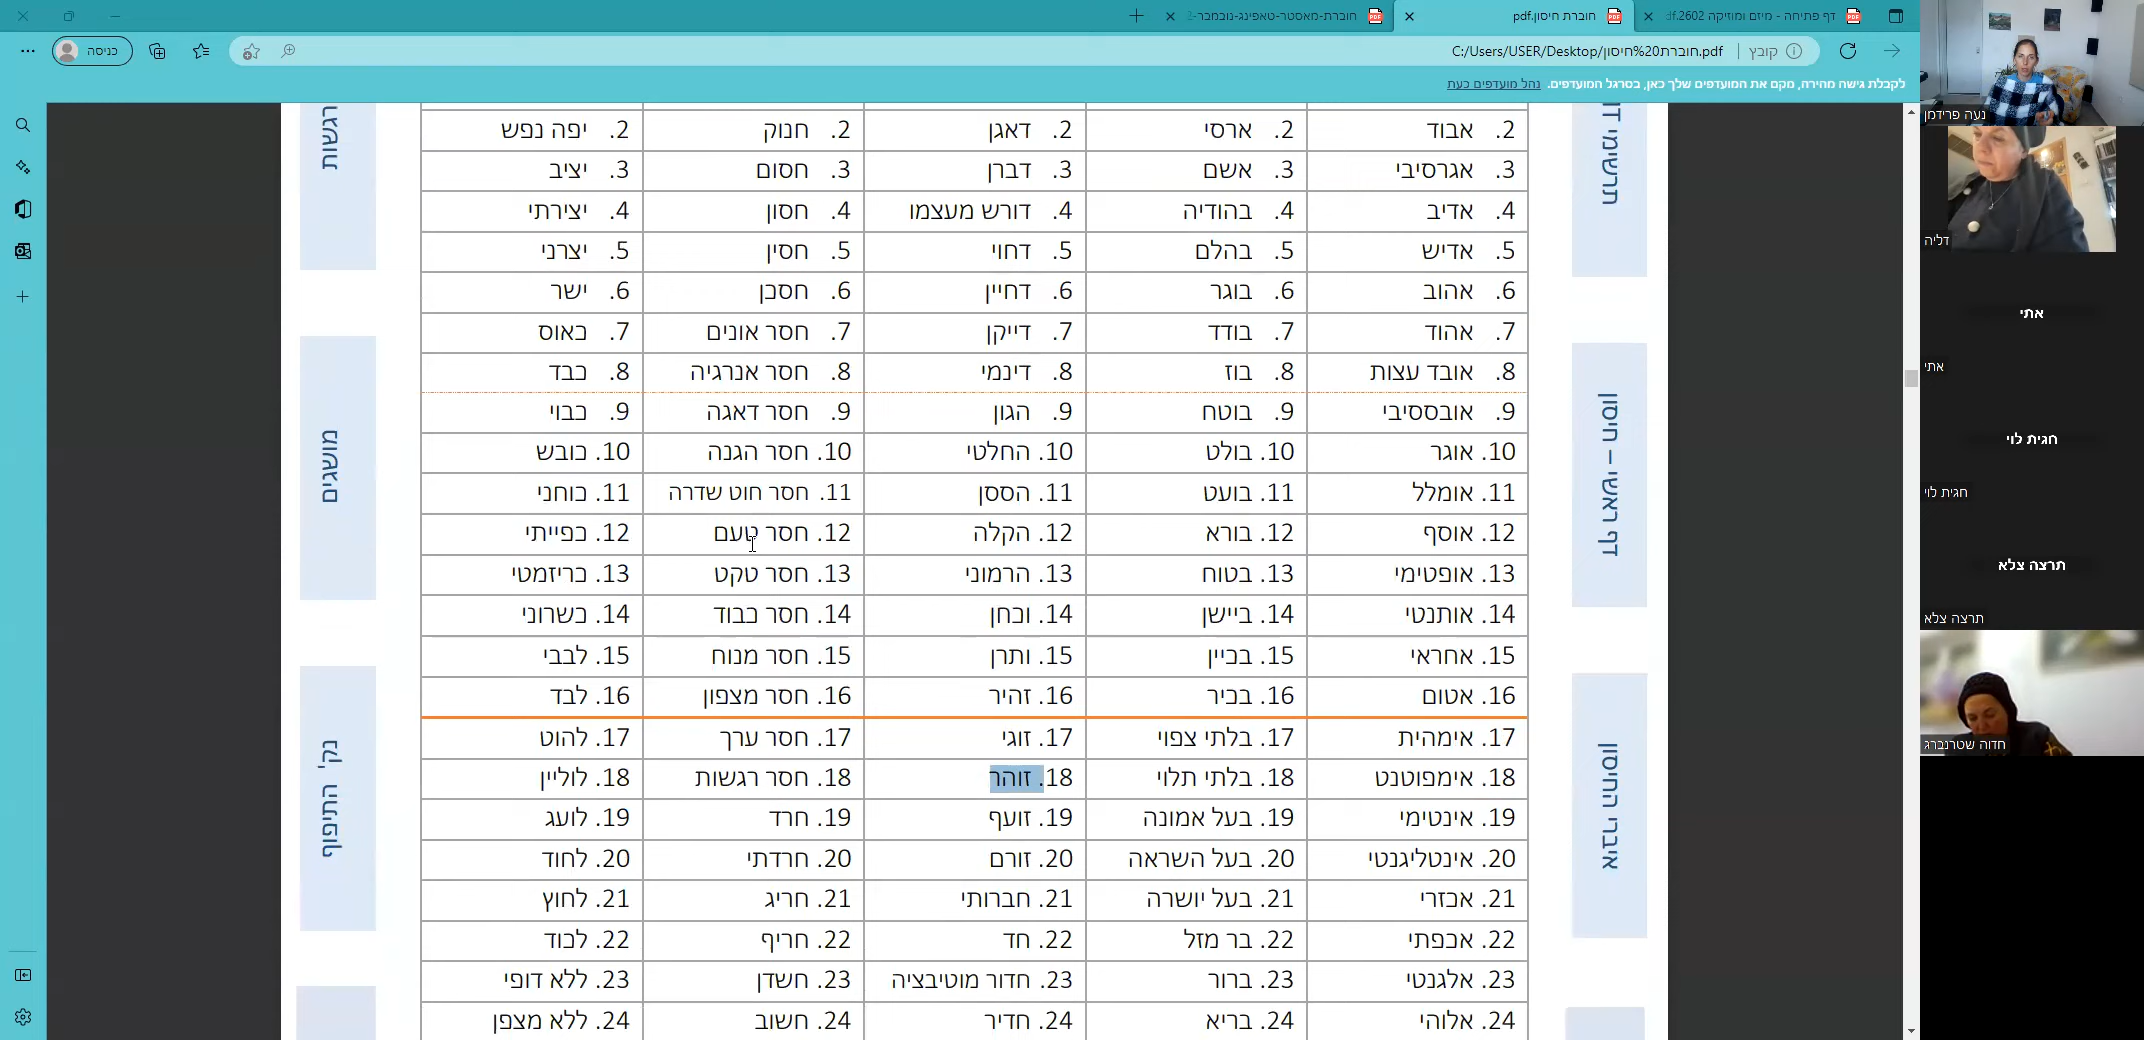 דף פתיחה - מיזם ומוזיקה 2602.df
חוברת חיסון.pdf
חוברת-מאסטר-טאפינג-נובמבר-2
קובץ
C:/Users/USER/Desktop/חוברת%20חיסון.pdf
כניסה
לקבלת גישה מהירה, מקם את המועדפים שלך כאן, בסרגל המועדפים. נהל מועדפים כעת
דף ראשי – חיסון
איברי החיסון
רגשות
מושגים
נק' התיפוף
2. אבוד 2. ארסי 2. דאגן 2. חנוק 2. יפה נפש
3. אגרסיבי 3. אשם 3. דברן 3. חסום 3. יציב
4. אדיב 4. בהודיה 4. דורש מעצמו 4. חסון 4. יצירתי
5. אדיש 5. בהלם 5. דחוי 5. חסין 5. יצרני
6. אהוב 6. בוגר 6. דחיין 6. חסכן 6. ישר
7. אהוד 7. בודד 7. דייקן 7. חסר אונים 7. כאוס
8. אובד עצות 8. בוז 8. דינמי 8. חסר אנרגיה 8. כבד
9. אובססיבי 9. בוטח 9. הגון 9. חסר דאגה 9. כבוי
10. אוגר 10. בולט 10. החלטי 10. חסר הגנה 10. כובש
11. אומלל 11. בועט 11. הססן 11. חסר חוט שדרה 11. כוחני
12. אוסף 12. בורא 12. הקלה 12. חסר טעם 12. כפייתי
13. אופטימי 13. בטוח 13. הרמוני 13. חסר טקט 13. כריזמטי
14. אותנטי 14. ביישן 14. וכחן 14. חסר כבוד 14. כשרוני
15. אחראי 15. בכיין 15. ותרן 15. חסר מנוח 15. לבבי
16. אטום 16. בכיר 16. זהיר 16. חסר מצפון 16. לבד
17. אימהית 17. בלתי צפוי 17. זוגי 17. חסר ערך 17. להוט
18. אימפוטנט 18. בלתי תלוי 18. זוהר 18. חסר רגשות 18. לוליין
19. אינטימי 19. בעל אמונה 19. זועף 19. חרד 19. לועג
20. אינטליגנטי 20. בעל השראה 20. זורם 20. חרדתי 20. לחוד
21. אכזרי 21. בעל יושרה 21. חברותי 21. חריג 21. לחוץ
22. אכפתי 22. בר מזל 22. חד 22. חריף 22. לכוד
23. אלגנטי 23. ברור 23. חדור מוטיבציה 23. חשדן 23. ללא דופי
24. אלוהי 24. בריא 24. חדיר 24. חשוב 24. ללא מצפן
נעה פרידמן
דליה
אתי
אתי
חגית לוי
חגית לוי
תרצה צלא
תרצה צלא
חדוה שטרנברג